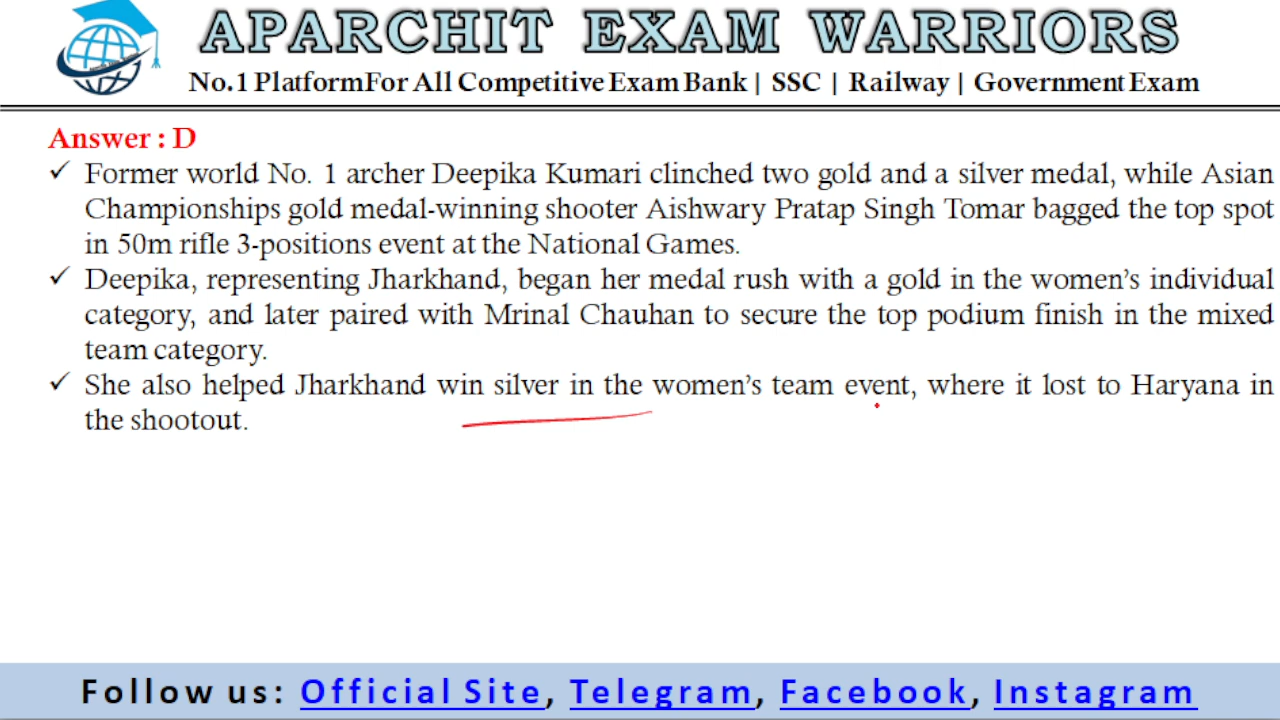 APARCHIT EXAM WARRIORS
No.1 PlatformFor All Competitive Exam Bank | SSC | Railway | Government Exam
Answer : D
✓ Former world No. 1 archer Deepika Kumari clinched two gold and a silver medal, while Asian
Championships gold medal-winning shooter Aishwary Pratap Singh Tomar bagged the top spot
in 50m rifle 3-positions event at the National Games.
✓ Deepika, representing Jharkhand, began her medal rush with a gold in the women's individual
category, and later paired with Mrinal Chauhan to secure the top podium finish in the mixed
team category.
✓ She also helped Jharkhand win silver in the women's team event, where it lost to Haryana in
the shootout.
Follow us: Official Site, Telegram, Facebook, Instagram